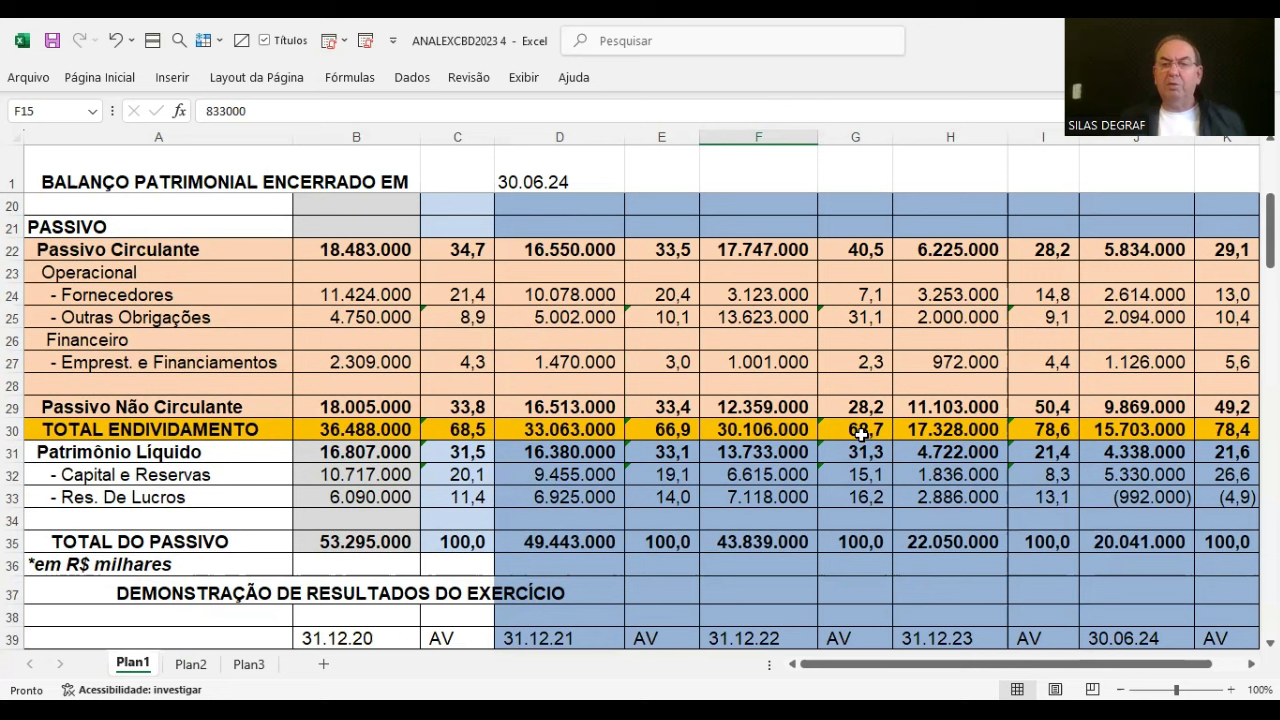 Títulos ANALEXCBD2023 4 - Excel Pesquisar
Arquivo Página Inicial Inserir Layout da Página Fórmulas Dados Revisão Exibir Ajuda
SILAS DEGRAF
F15 fx 833000
A B C D E F G H I J K
1 BALANÇO PATRIMONIAL ENCERRADO EM 30.06.24
20
21 PASSIVO
22 Passivo Circulante 18.483.000 34,7 16.550.000 33,5 17.747.000 40,5 6.225.000 28,2 5.834.000 29,1
23 Operacional
24 - Fornecedores 11.424.000 21,4 10.078.000 20,4 3.123.000 7,1 3.253.000 14,8 2.614.000 13,0
25 - Outras Obrigações 4.750.000 8,9 5.002.000 10,1 13.623.000 31,1 2.000.000 9,1 2.094.000 10,4
26 Financeiro
27 - Emprest. e Financiamentos 2.309.000 4,3 1.470.000 3,0 1.001.000 2,3 972.000 4,4 1.126.000 5,6
28
29 Passivo Não Circulante 18.005.000 33,8 16.513.000 33,4 12.359.000 28,2 11.103.000 50,4 9.869.000 49,2
30 TOTAL ENDIVIDAMENTO 36.488.000 68,5 33.063.000 66,9 30.106.000 17.328.000 78,6 15.703.000 78,4
31 Patrimônio Líquido 16.807.000 31,5 16.380.000 33,1 13.733.000 31,3 4.722.000 21,4 4.338.000 21,6
32 - Capital e Reservas 10.717.000 20,1 9.455.000 19,1 6.615.000 15,1 1.836.000 8,3 5.330.000 26,6
33 - Res. De Lucros 6.090.000 11,4 6.925.000 14,0 7.118.000 16,2 2.886.000 13,1 (992.000) (4,9)
34
35 TOTAL DO PASSIVO 53.295.000 100,0 49.443.000 100,0 43.839.000 100,0 22.050.000 100,0 20.041.000 100,0
36 *em R$ milhares
37 DEMONSTRAÇÃO DE RESULTADOS DO EXERCÍCIO
38
39 31.12.20 AV 31.12.21 AV 31.12.22 AV 31.12.23 AV 30.06.24 AV
Plan1 Plan2 Plan3
Pronto Acessibilidade: investigar 100%